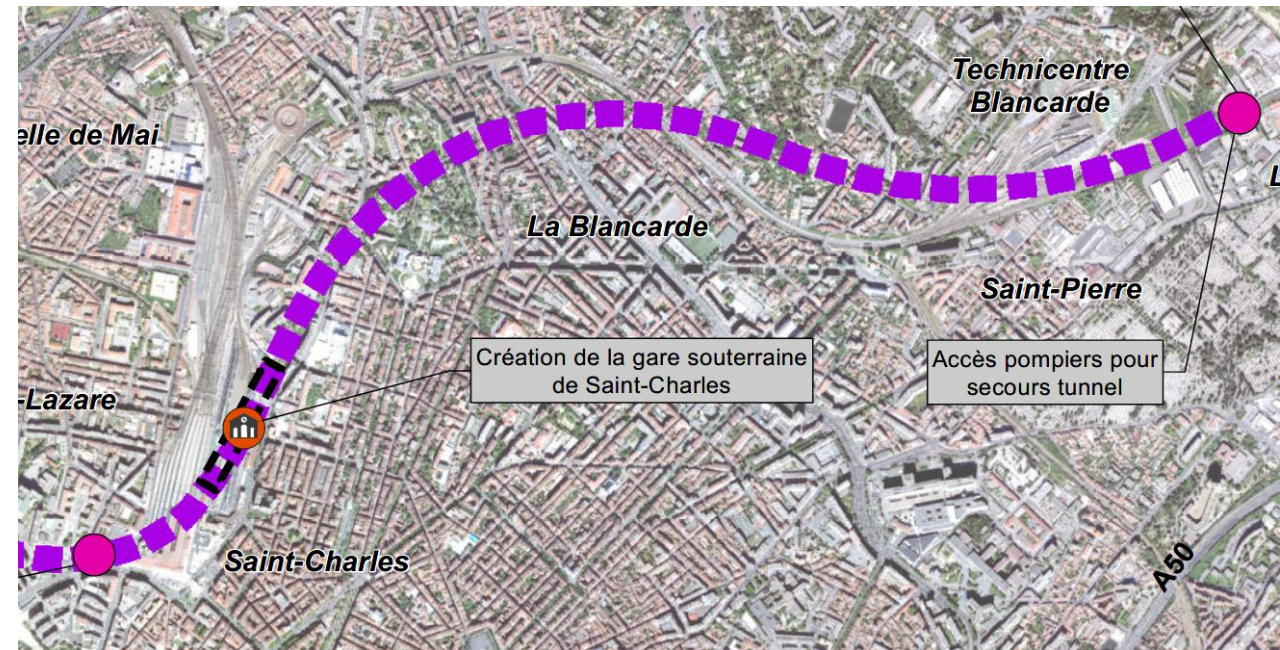 Technicentre
Blancarde
elle de Mai
L
La Blancarde
Saint-Pierre
Création de la gare souterraine
de Saint-Charles
Accès pompiers pour
secours tunnel
-Lazare
Saint-Charles
A50